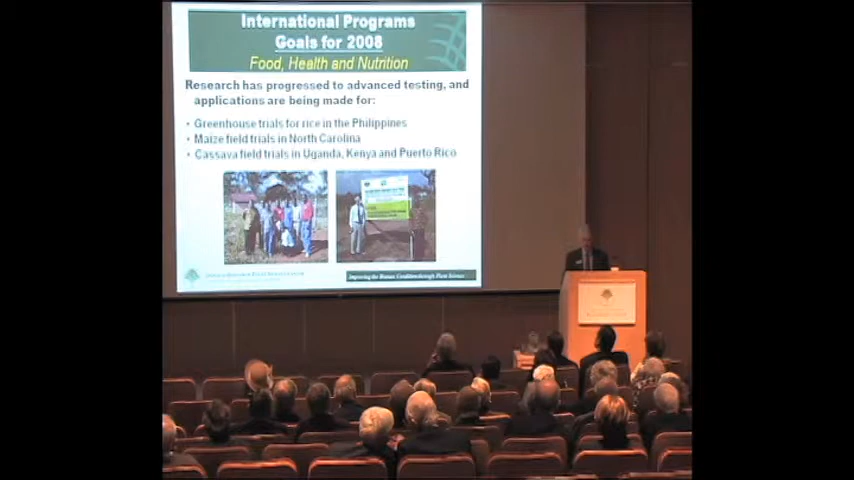 International Programs
Goals for 2008
Food, Health and Nutrition
Research has progressed to advanced testing, and
applications are being made for:
• Greenhouse trials for rice in the Philippines
• Maize field trials in North Carolina
• Cassava field trials in Uganda, Kenya and Puerto Rico
Improving the Human Condition through Plant Science